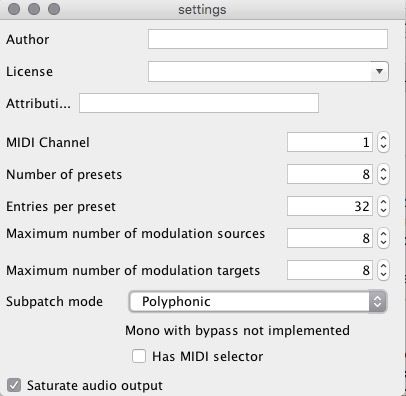 settings
Author
License
Attributi...
MIDI Channel 1
Number of presets 8
Entries per preset 32
Maximum number of modulation sources 8
Maximum number of modulation targets 8
Subpatch mode Polyphonic
Mono with bypass not implemented
Has MIDI selector
Saturate audio output